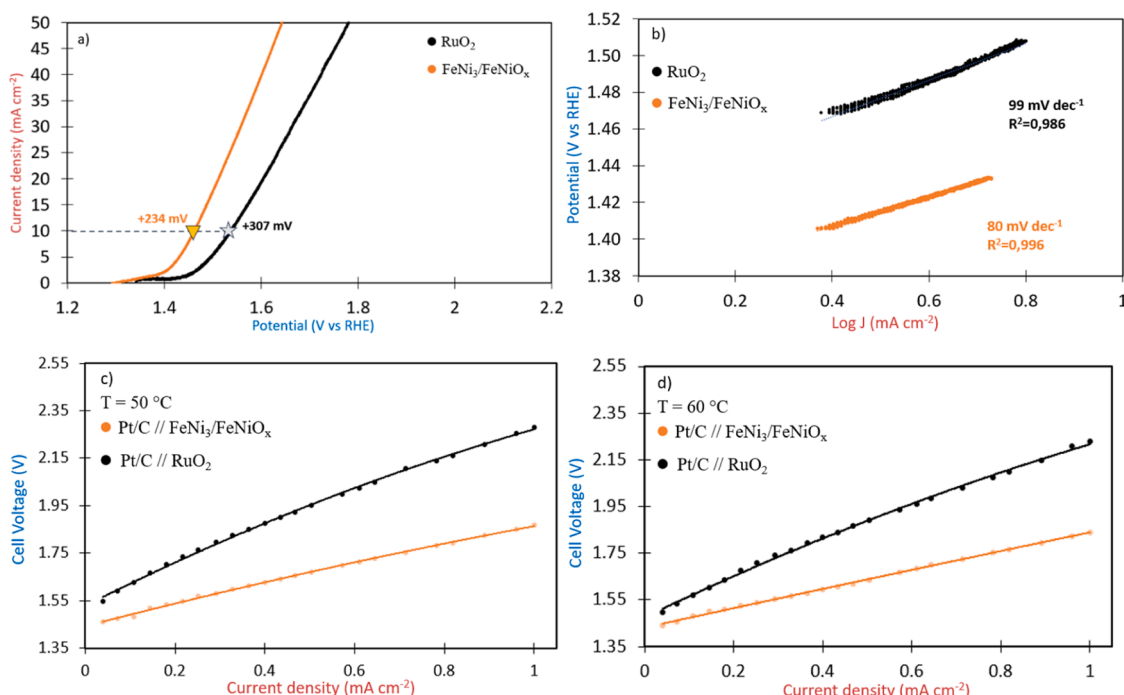 a)
RuO₂
FeNi₃/FeNiOₓ
+234 mV
+307 mV
50
45
40
35
30
25
20
15
10
5
0
1.2
1.4
1.6
1.8
2
2.2
Current density (mA cm⁻²)
Potential (V vs RHE)
b)
RuO₂
FeNi₃/FeNiOₓ
99 mV dec⁻¹
R²=0,986
80 mV dec⁻¹
R²=0,996
1.52
1.50
1.48
1.46
1.44
1.42
1.40
1.38
0
0.2
0.4
0.6
0.8
1
Potential (V vs RHE)
Log J (mA cm⁻²)
c)
T = 50 °C
Pt/C // FeNi₃/FeNiOₓ
Pt/C // RuO₂
2.55
2.35
2.15
1.95
1.75
1.55
1.35
0
0.2
0.4
0.6
0.8
1
Cell Voltage (V)
Current density (mA cm⁻²)
d)
T = 60 °C
Pt/C // FeNi₃/FeNiOₓ
Pt/C // RuO₂
2.55
2.35
2.15
1.95
1.75
1.55
1.35
0
0.2
0.4
0.6
0.8
1
Cell Voltage (V)
Current density (mA cm⁻²)